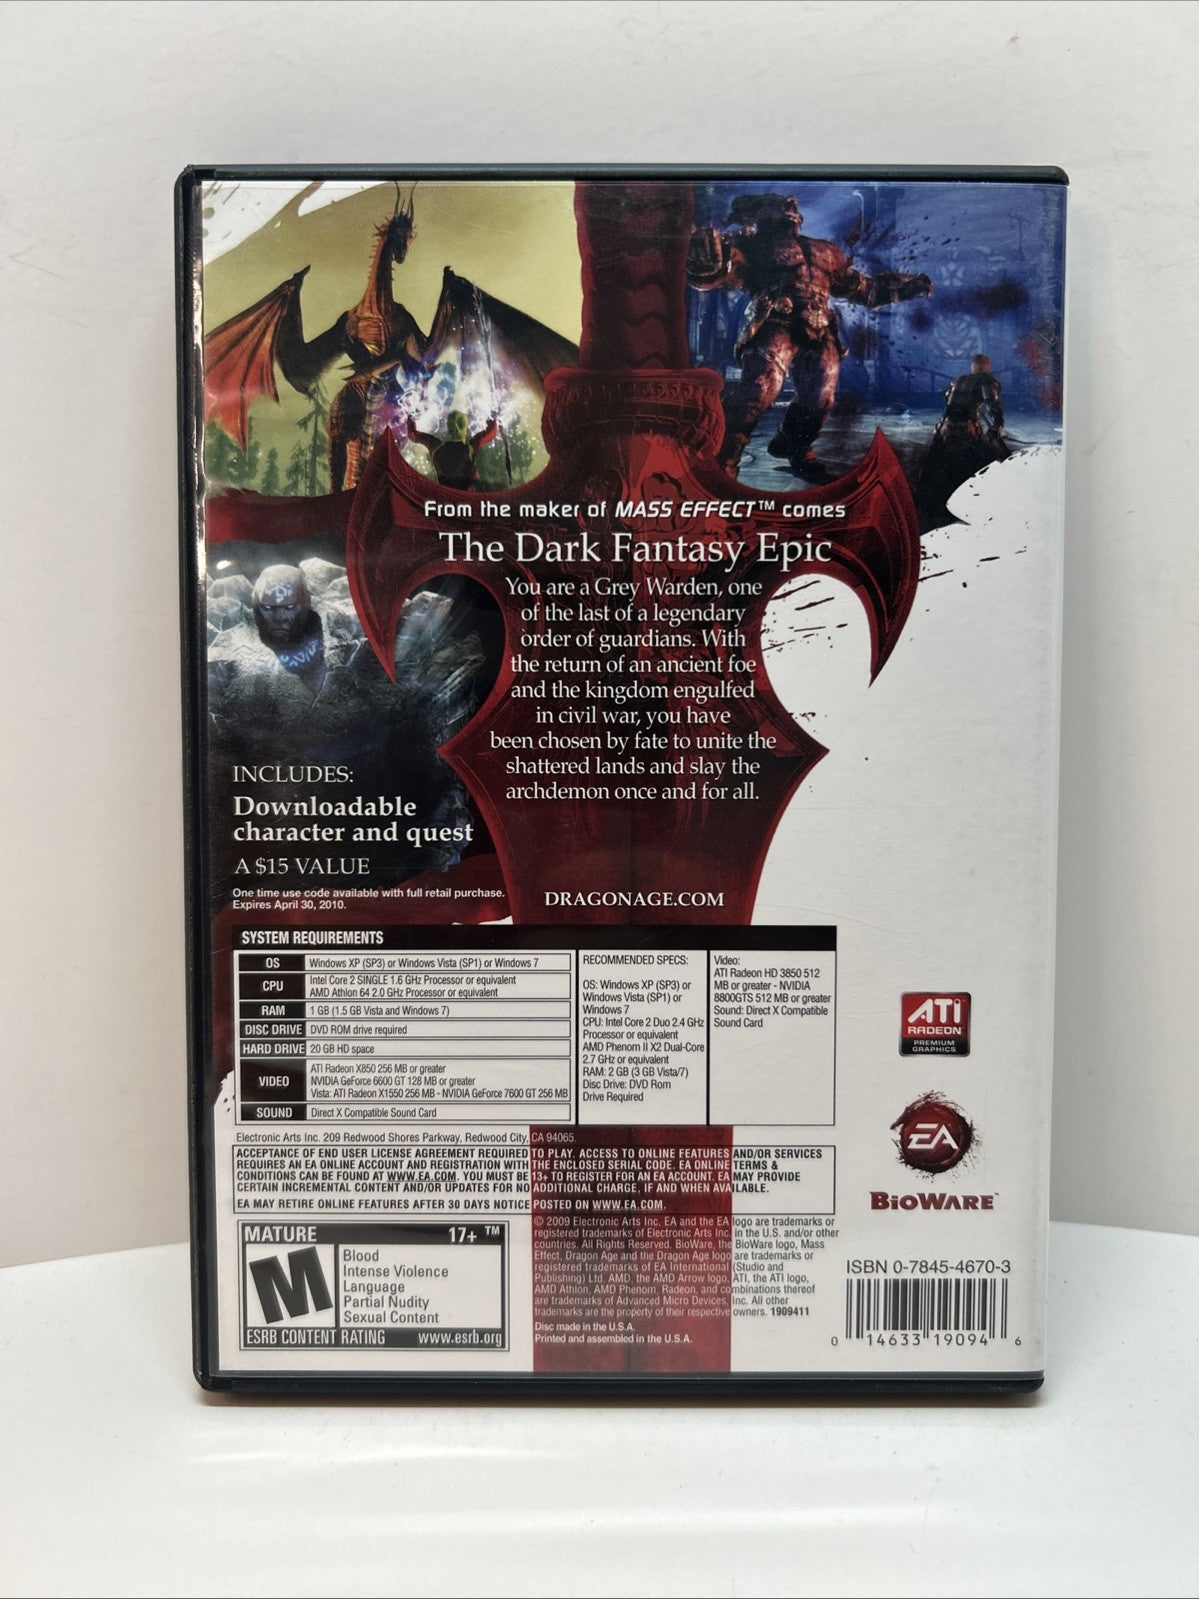 From the maker of MASS EFFECT™ comes
The Dark Fantasy Epic
You are a Grey Warden, one
of the last of a legendary
order of guardians. With
the return of an ancient foe
and the kingdom engulfed
in civil war, you have
been chosen by fate to unite the
shattered lands and slay the
archdemon once and for all.
INCLUDES:
Downloadable
character and quest
A $15 VALUE
One time use code available with full retail purchase.
Expires April 30, 2010.
DRAGONAGE.COM
SYSTEM REQUIREMENTS
OS Windows XP (SP3) or Windows Vista (SP1) or Windows 7
CPU Intel Core 2 SINGLE 1.6 GHz Processor or equivalent
AMD Athlon 64 2.0 GHz Processor or equivalent
RAM 1 GB (1.5 GB Vista and Windows 7)
DISC DRIVE DVD ROM drive required
HARD DRIVE 20 GB HD space
VIDEO ATI Radeon X850 256 MB or greater
NVIDIA GeForce 6600 GT 128 MB or greater
Vista: ATI Radeon X1550 256 MB - NVIDIA GeForce 7600 GT 256 MB
SOUND Direct X Compatible Sound Card
RECOMMENDED SPECS:
OS: Windows XP (SP3) or
Windows Vista (SP1) or
Windows 7
CPU: Intel Core 2 Duo 2.4 GHz
Processor or equivalent
AMD Phenom II X2 Dual-Core
2.7 GHz or equivalent
RAM: 2 GB (3 GB Vista/7)
Disc Drive: DVD Rom
Drive Required
Video:
ATI Radeon HD 3850 512
MB or greater - NVIDIA
8800GTS 512 MB or greater
Sound: Direct X Compatible
Sound Card
ATI
RADEON
PREMIUM
GRAPHICS
EA
BIOWARE™
Electronic Arts Inc. 209 Redwood Shores Parkway, Redwood City, CA 94065.
ACCEPTANCE OF END USER LICENSE AGREEMENT REQUIRED TO PLAY. ACCESS TO ONLINE FEATURES AND/OR SERVICES
REQUIRES AN EA ONLINE ACCOUNT AND REGISTRATION WITH THE ENCLOSED SERIAL CODE. EA ONLINE TERMS &
CONDITIONS CAN BE FOUND AT WWW.EA.COM. YOU MUST BE 13+ TO REGISTER FOR AN EA ACCOUNT. EA MAY PROVIDE
CERTAIN INCREMENTAL CONTENT AND/OR UPDATES FOR NO ADDITIONAL CHARGE, IF AND WHEN AVAILABLE.
EA MAY RETIRE ONLINE FEATURES AFTER 30 DAYS NOTICE POSTED ON WWW.EA.COM.
MATURE 17+ ™
M
Blood
Intense Violence
Language
Partial Nudity
Sexual Content
ESRB CONTENT RATING www.esrb.org
© 2009 Electronic Arts Inc. EA and the EA logo are trademarks or
registered trademarks of Electronic Arts Inc. in the U.S. and/or other
countries. All Rights Reserved. BioWare, the BioWare logo, Mass
Effect, Dragon Age and the Dragon Age logo are trademarks or
registered trademarks of EA International (Studio and
Publishing) Ltd. AMD, the AMD Arrow logo, ATI, the ATI logo,
AMD Athlon, AMD Phenom, Radeon, and combinations thereof
are trademarks of Advanced Micro Devices, Inc. All other
trademarks are the property of their respective owners. 1909411
Disc made in the U.S.A.
Printed and assembled in the U.S.A.
ISBN 0-7845-4670-3
0 14633 19094 6